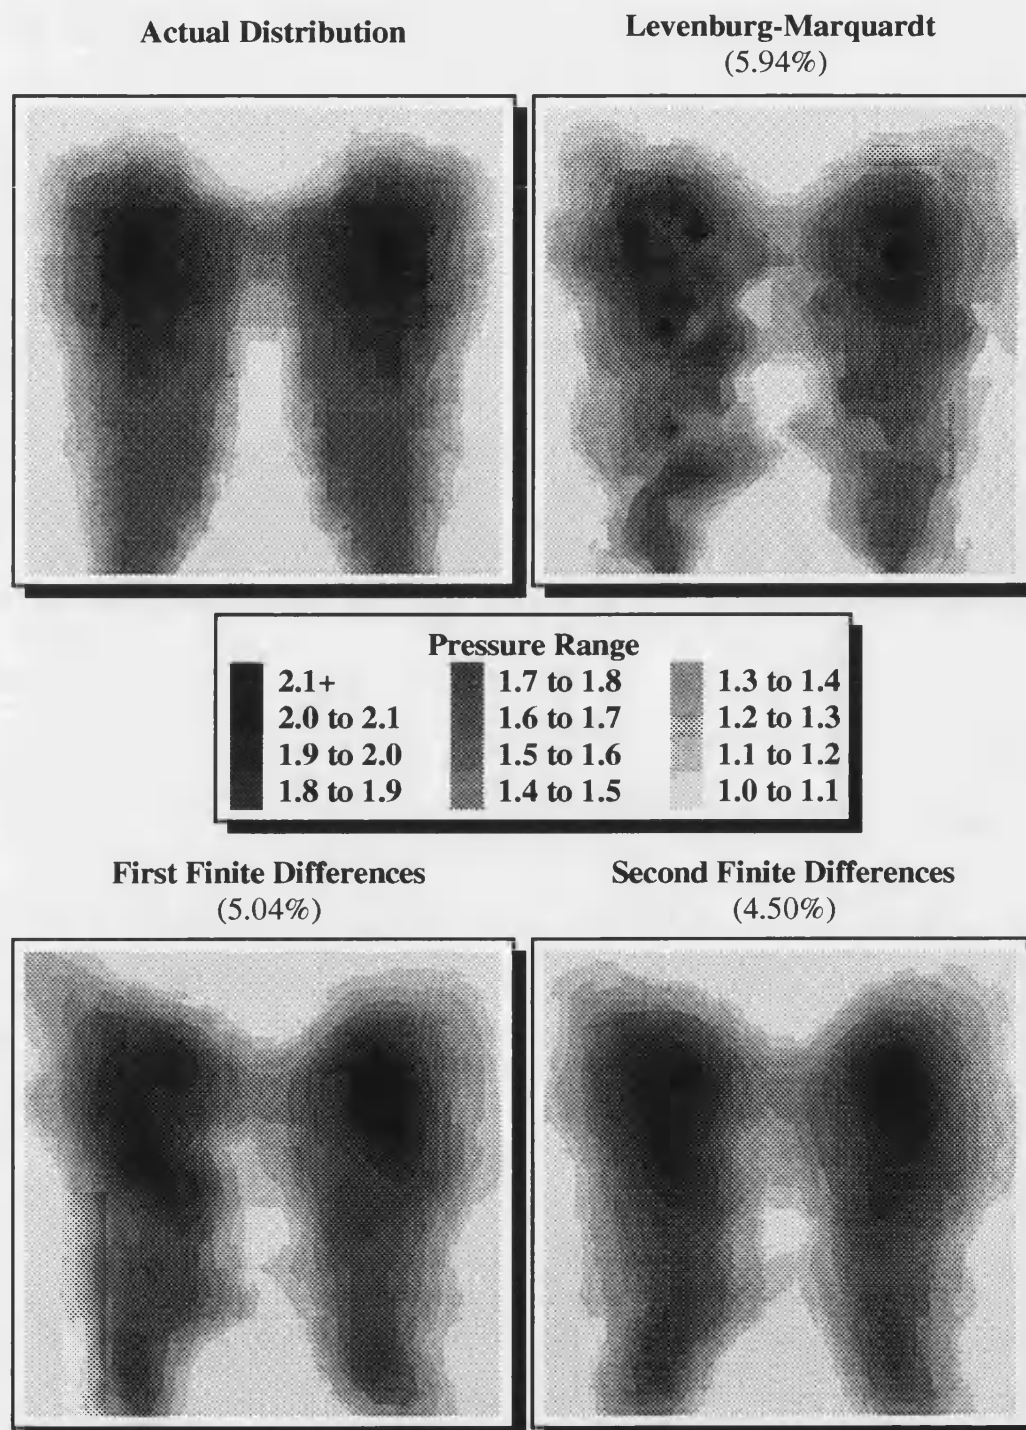 Actual Distribution
Levenburg-Marquardt
(5.94%)
Pressure Range
2.1+
2.0 to 2.1
1.9 to 2.0
1.8 to 1.9
1.7 to 1.8
1.6 to 1.7
1.5 to 1.6
1.4 to 1.5
1.3 to 1.4
1.2 to 1.3
1.1 to 1.2
1.0 to 1.1
First Finite Differences
(5.04%)
Second Finite Differences
(4.50%)